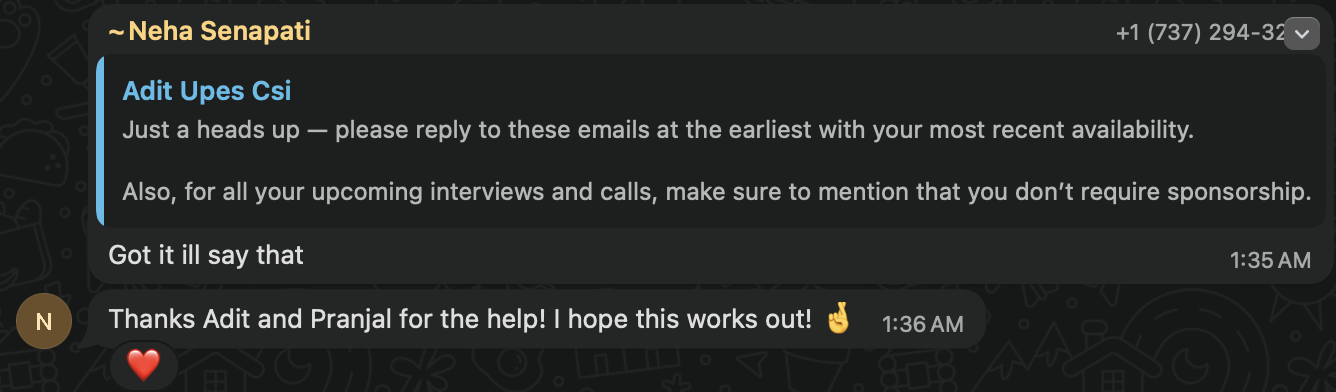 ~Neha Senapati +1 (737) 294-32
Adit Upes Csi
Just a heads up — please reply to these emails at the earliest with your most recent availability.
Also, for all your upcoming interviews and calls, make sure to mention that you don’t require sponsorship.
Got it ill say that 1:35 AM
N
Thanks Adit and Pranjal for the help! I hope this works out! 🤞 1:36 AM
❤️